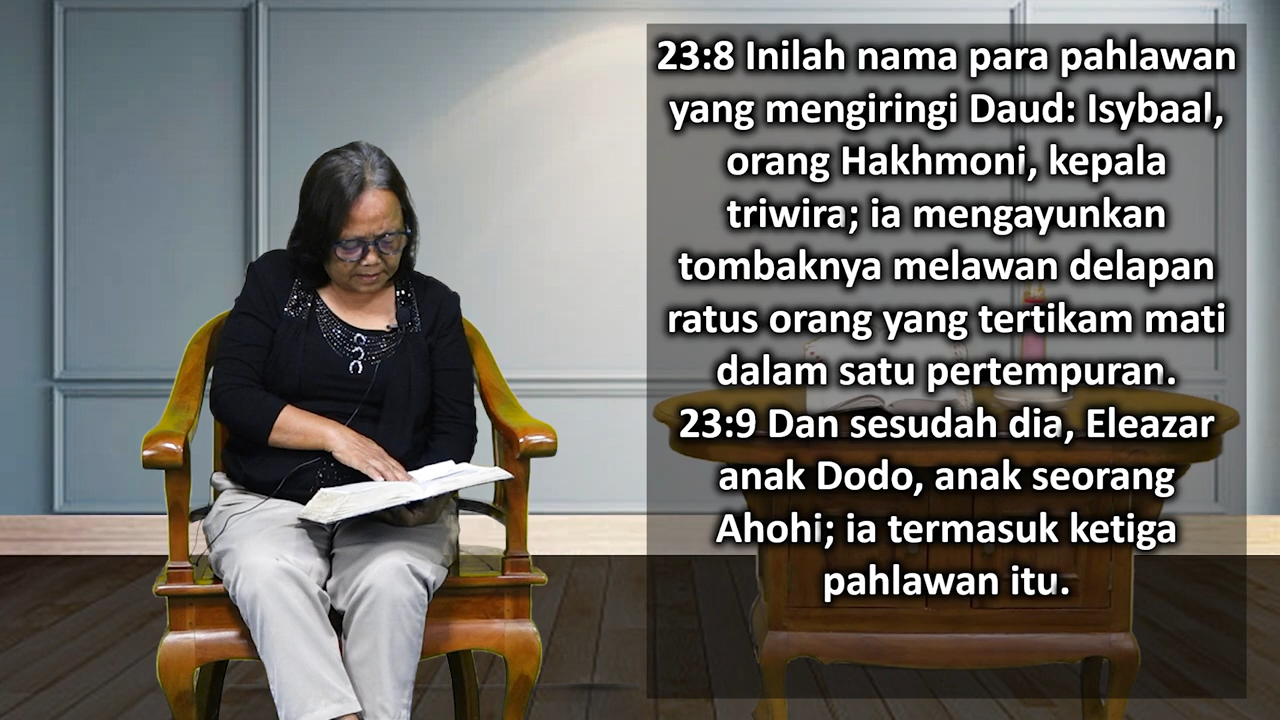 23:8 Inilah nama para pahlawan
yang mengiringi Daud: Isybaal,
orang Hakhmoni, kepala
triwira; ia mengayunkan
tombaknya melawan delapan
ratus orang yang tertikam mati
dalam satu pertempuran.
23:9 Dan sesudah dia, Eleazar
anak Dodo, anak seorang
Ahohi; ia termasuk ketiga
pahlawan itu.